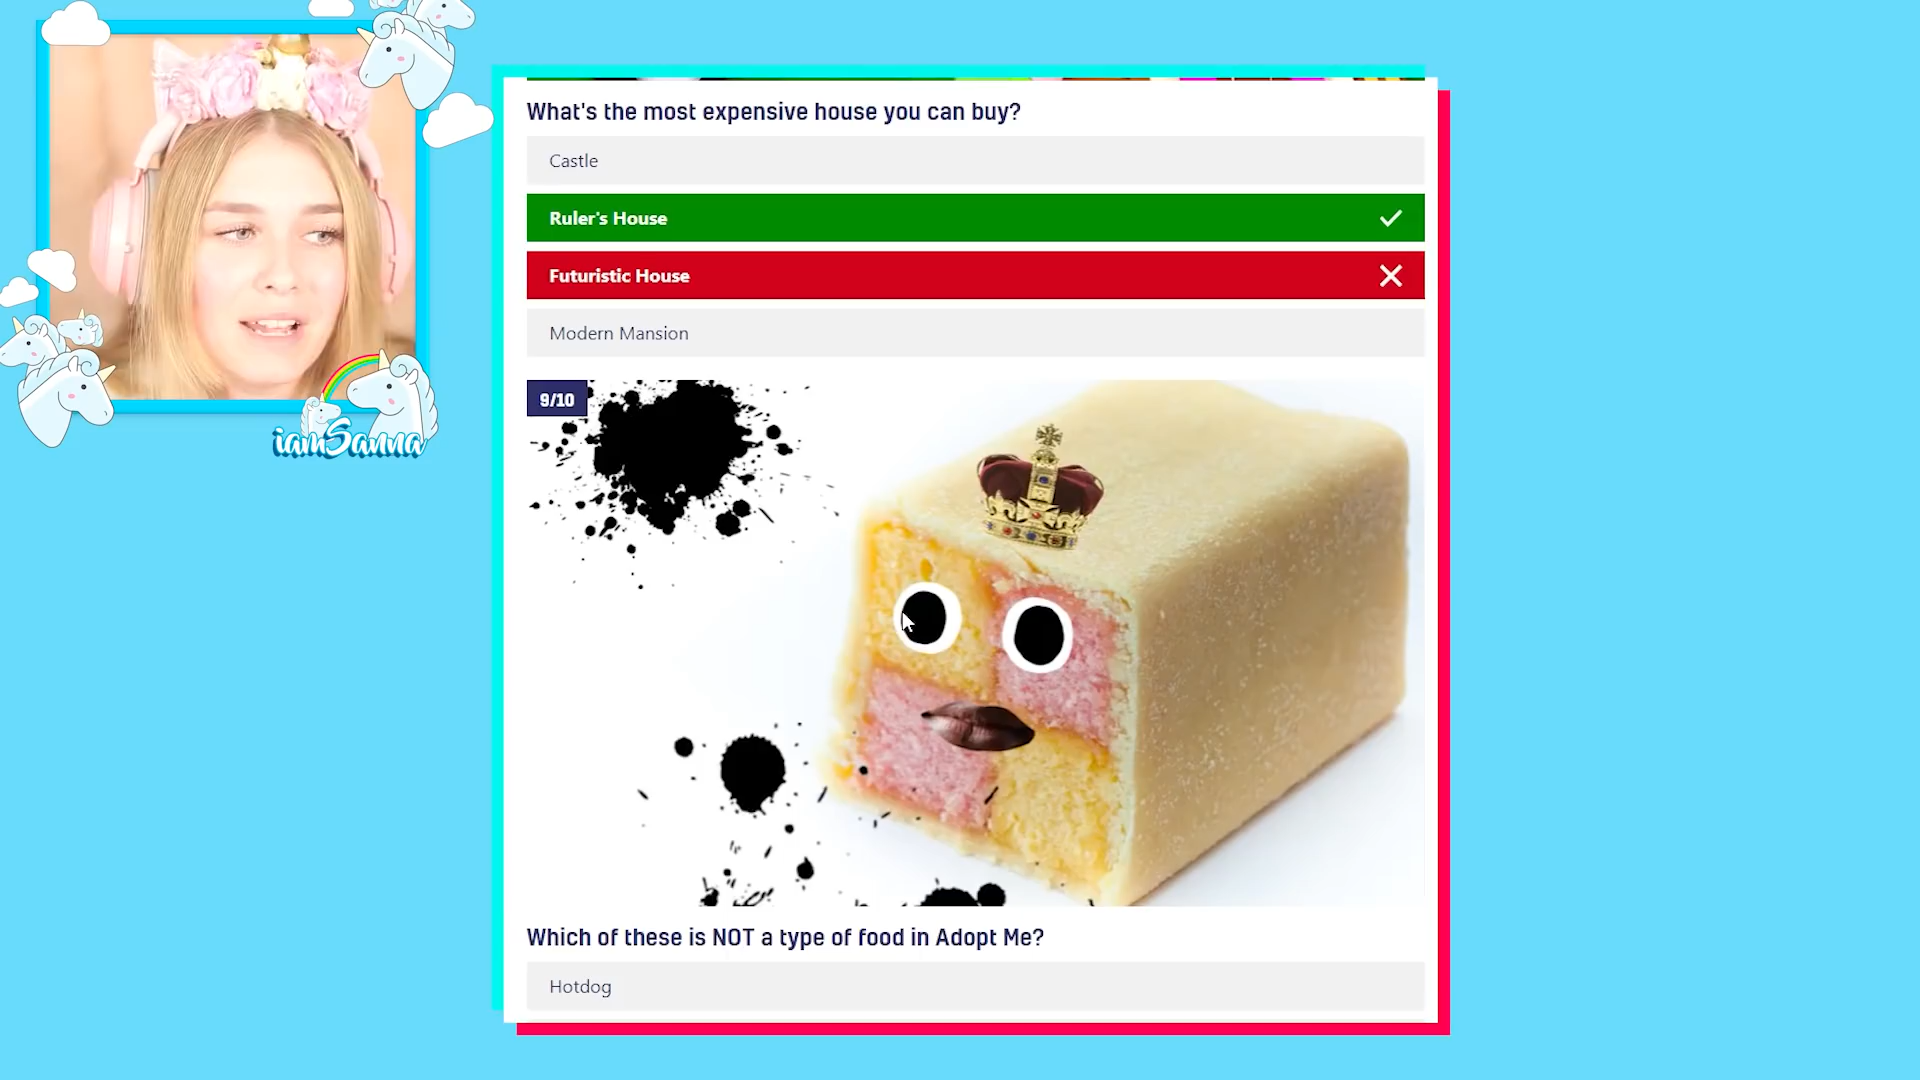 iamSanna
What's the most expensive house you can buy?
Castle
Ruler's House
Futuristic House
Modern Mansion
9/10
Which of these is NOT a type of food in Adopt Me?
Hotdog